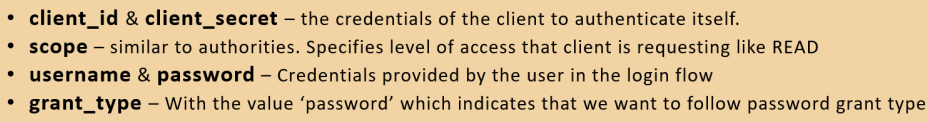 • client_id & client_secret – the credentials of the client to authenticate itself.
• scope – similar to authorities. Specifies level of access that client is requesting like READ
• username & password – Credentials provided by the user in the login flow
• grant_type – With the value ‘password’ which indicates that we want to follow password grant type